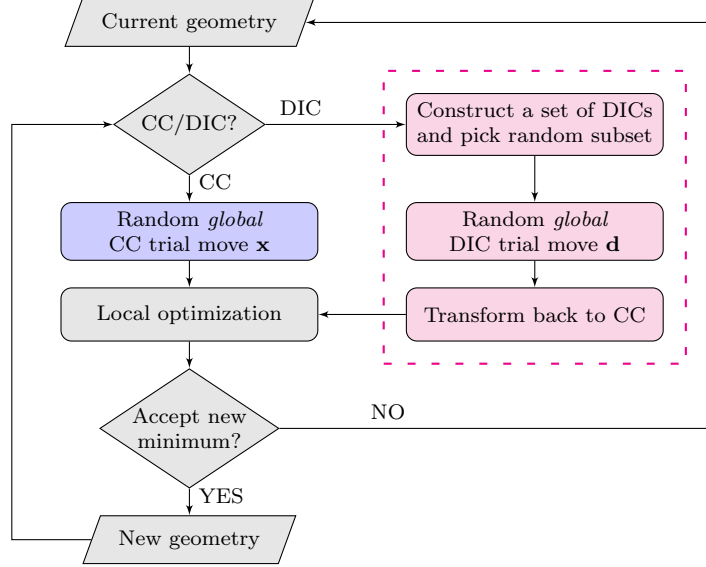 Current geometry
CC/DIC?
DIC
Construct a set of DICs
and pick random subset
CC
Random global
CC trial move x
Random global
DIC trial move d
Local optimization
Transform back to CC
Accept new
minimum?
NO
YES
New geometry